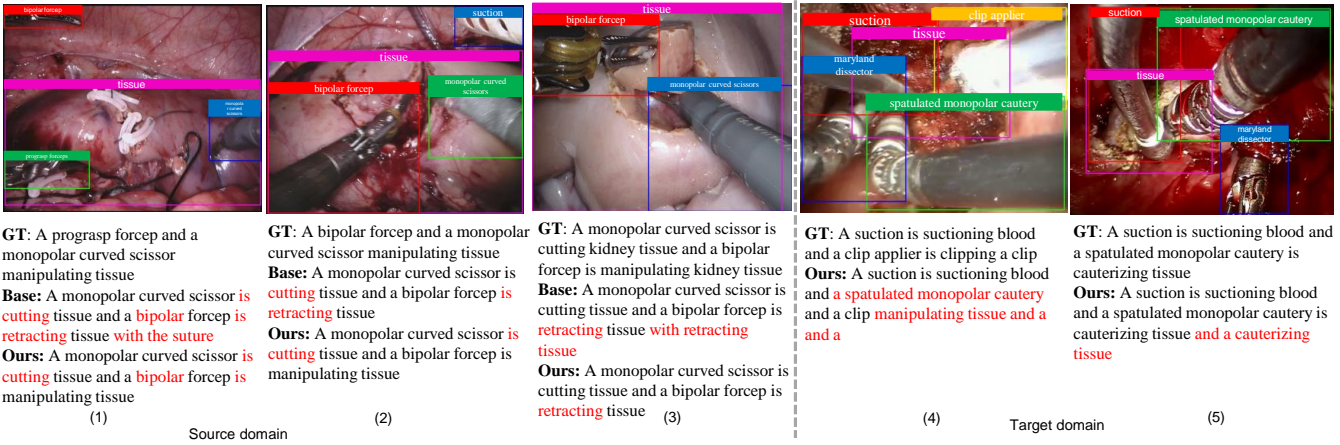 bipolar forcep
tissue
monopola
r curved
scissors
prograsp forceps
GT: A prograsp forcep and a
monopolar curved scissor
manipulating tissue
Base: A monopolar curved scissor is
cutting tissue and a bipolar forcep is
retracting tissue with the suture
Ours: A monopolar curved scissor is
cutting tissue and a bipolar forcep is
manipulating tissue
(1)
suction
tissue
bipolar forcep
monopolar curved
scissors
GT: A bipolar forcep and a monopolar
curved scissor manipulating tissue
Base: A monopolar curved scissor is
cutting tissue and a bipolar forcep is
retracting tissue
Ours: A monopolar curved scissor is
cutting tissue and a bipolar forcep is
manipulating tissue
(2)
tissue
bipolar forcep
monopolar curved scissors
GT: A monopolar curved scissor is
cutting kidney tissue and a bipolar
forcep is manipulating kidney tissue
Base: A monopolar curved scissor is
retracting tissue with retracting
tissue
Ours: A monopolar curved scissor is
cutting tissue and a bipolar forcep is
retracting tissue
(3)
Source domain
suction
clip applier
tissue
maryland
dissector
spatulated monopolar cautery
GT: A suction is suctioning blood
and a clip applier is clipping a clip
Ours: A suction is suctioning blood
and a spatulated monopolar cautery
and a clip manipulating tissue and a
and a
(4)
suction
spatulated monopolar cautery
tissue
maryland
dissector
GT: A suction is suctioning blood and
a spatulated monopolar cautery is
cauterizing tissue
Ours: A suction is suctioning blood
and a spatulated monopolar cautery is
cauterizing tissue and a cauterizing
tissue
(5)
Target domain